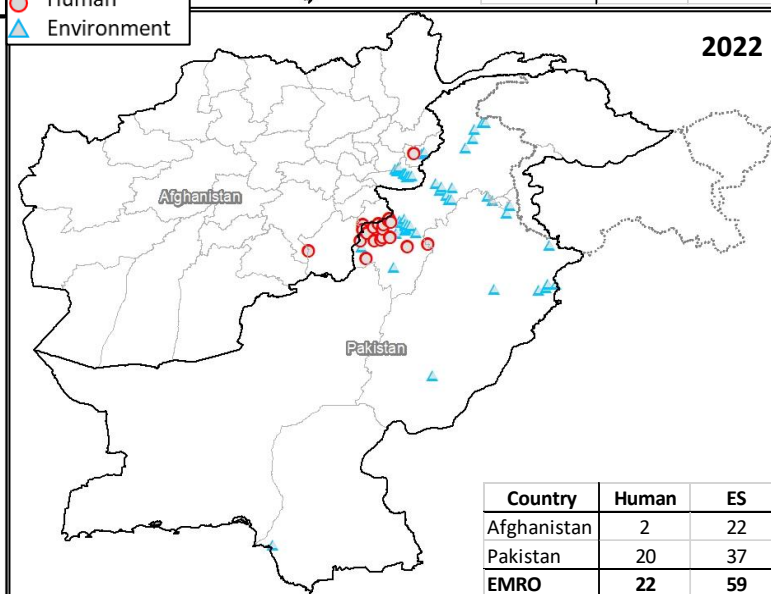 Human
Environment
2022
Afghanistan
Pakistan
Country Human ES
Afghanistan 2 22
Pakistan 20 37
EMRO 22 59